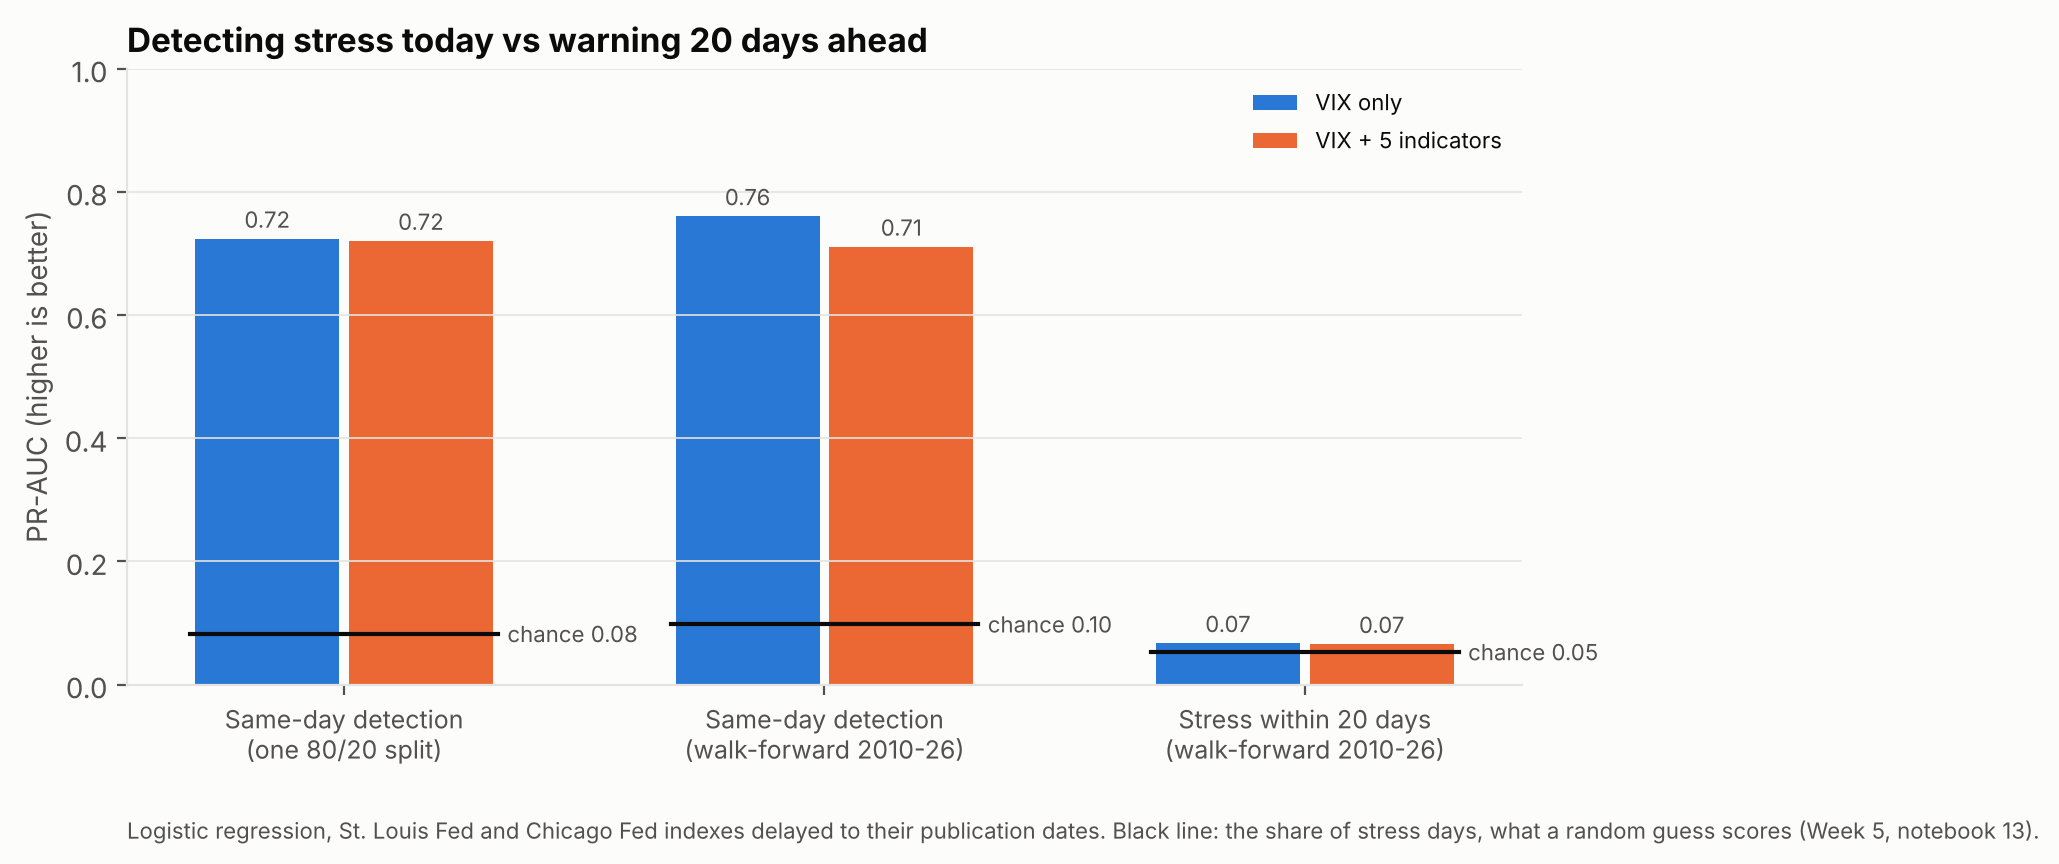 Detecting stress today vs warning 20 days ahead
1.0
0.8
0.6
0.4
0.2
0.0
PR-AUC (higher is better)
VIX only
VIX + 5 indicators
0.72
0.72
0.76
0.71
0.07
0.07
chance 0.08
chance 0.10
chance 0.05
Same-day detection
(one 80/20 split)
Same-day detection
(walk-forward 2010-26)
Stress within 20 days
(walk-forward 2010-26)
Logistic regression, St. Louis Fed and Chicago Fed indexes delayed to their publication dates. Black line: the share of stress days, what a random guess scores (Week 5, notebook 13).